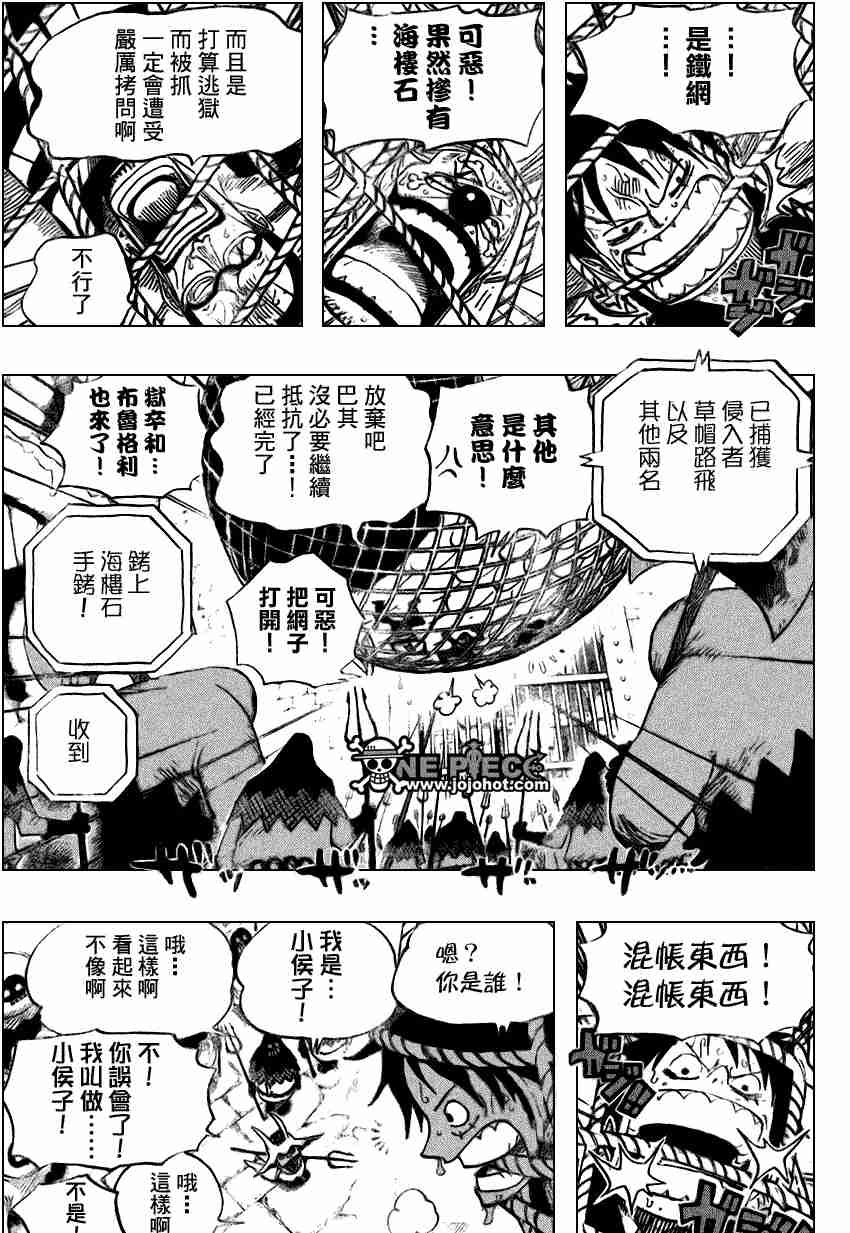 …！
是鐵網
…！
可惡！
果然摻有
海樓石
…
而且是
打算逃獄
而被抓
一定會遭受
嚴厲拷問啊
不行了
已捕獲
侵入者
草帽路飛
以及
其他兩名
其他
是什麼
意思！
放棄吧
巴其
沒必要繼續
抵抗了…！
已經完了
獄卒和…
布魯格利
也來了！
可惡！
把網子
打開！
銬上
海樓石
手銬！
收到
ONE PIECE
www.jojohot.com
混帳東西！
混帳東西！
嗯？
你是誰！
我是…
小侯子！
哦…
這樣啊
看起來
不像啊
不！
你誤會了！
我叫做……
小侯子！
哦…
這樣啊
不是！